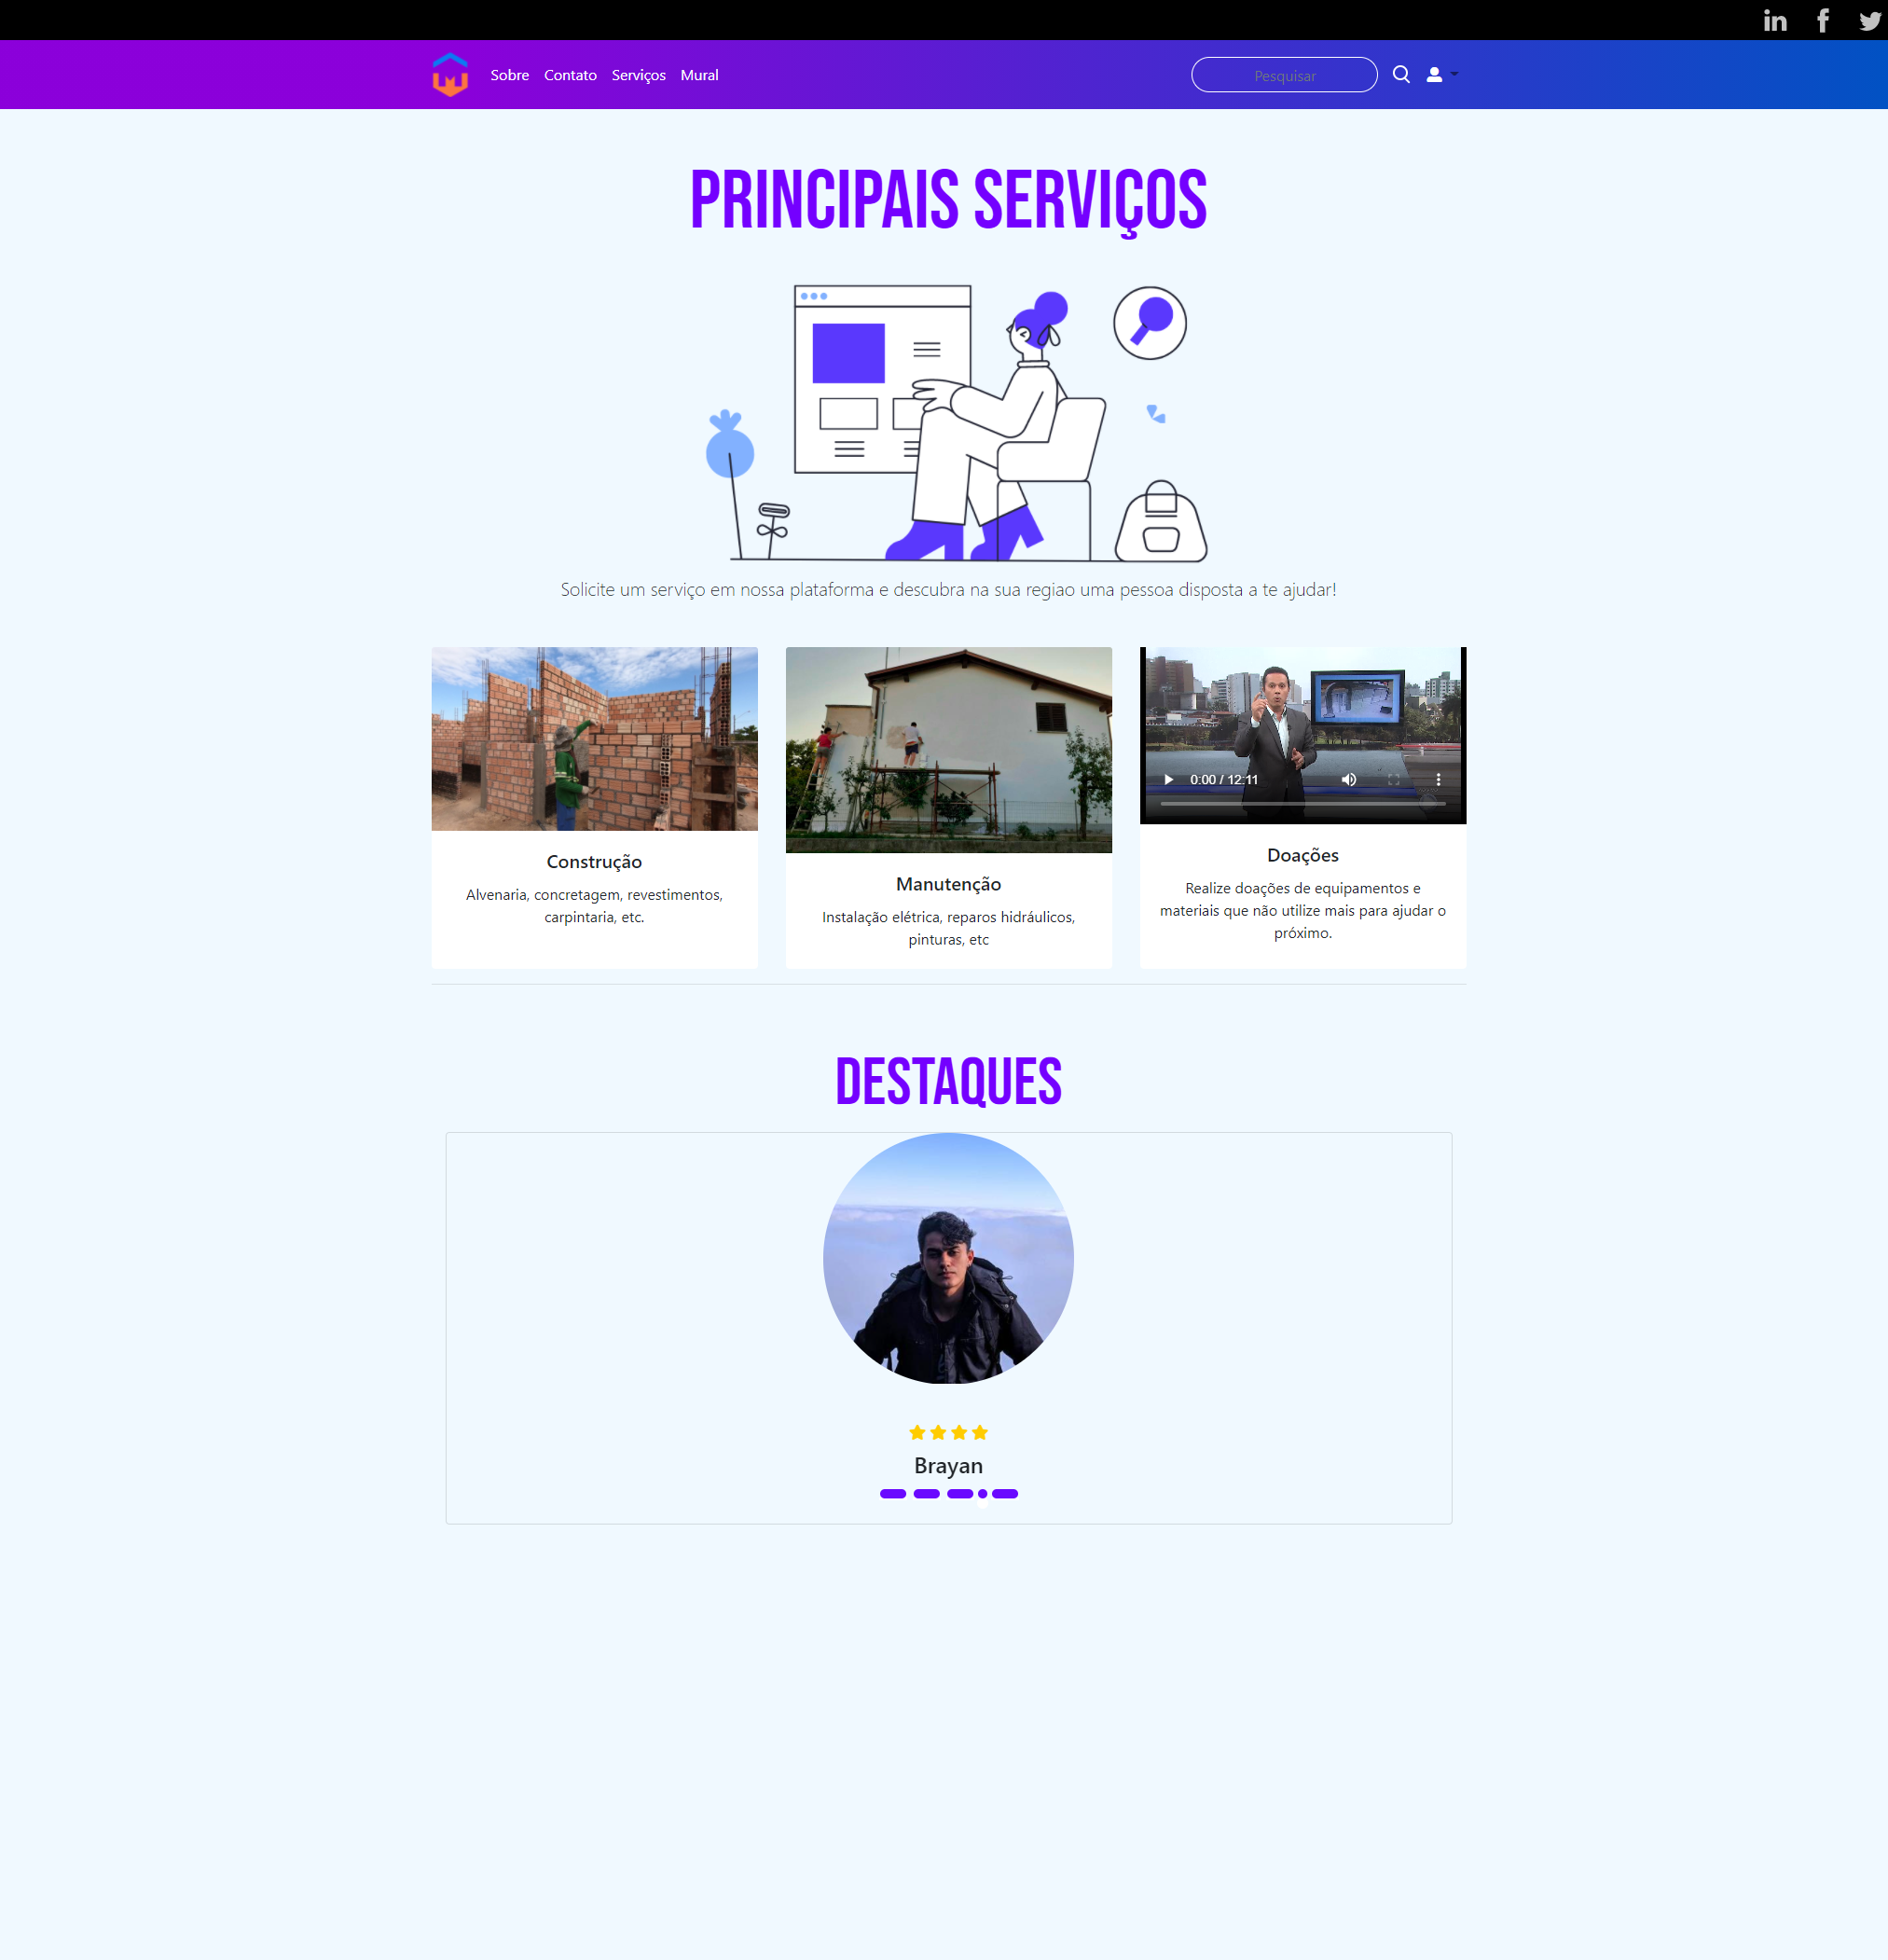 in f
Sobre Contato Serviços Mural Pesquisar
PRINCIPAIS SERVIÇOS
Solicite um serviço em nossa plataforma e descubra na sua regiao uma pessoa disposta a te ajudar!
0:00 / 12:11
Construção
Alvenaria, concretagem, revestimentos,
carpintaria, etc.
Manutenção
Instalação elétrica, reparos hidráulicos,
pinturas, etc
Doações
Realize doações de equipamentos e
materiais que não utilize mais para ajudar o
próximo.
DESTAQUES
Brayan